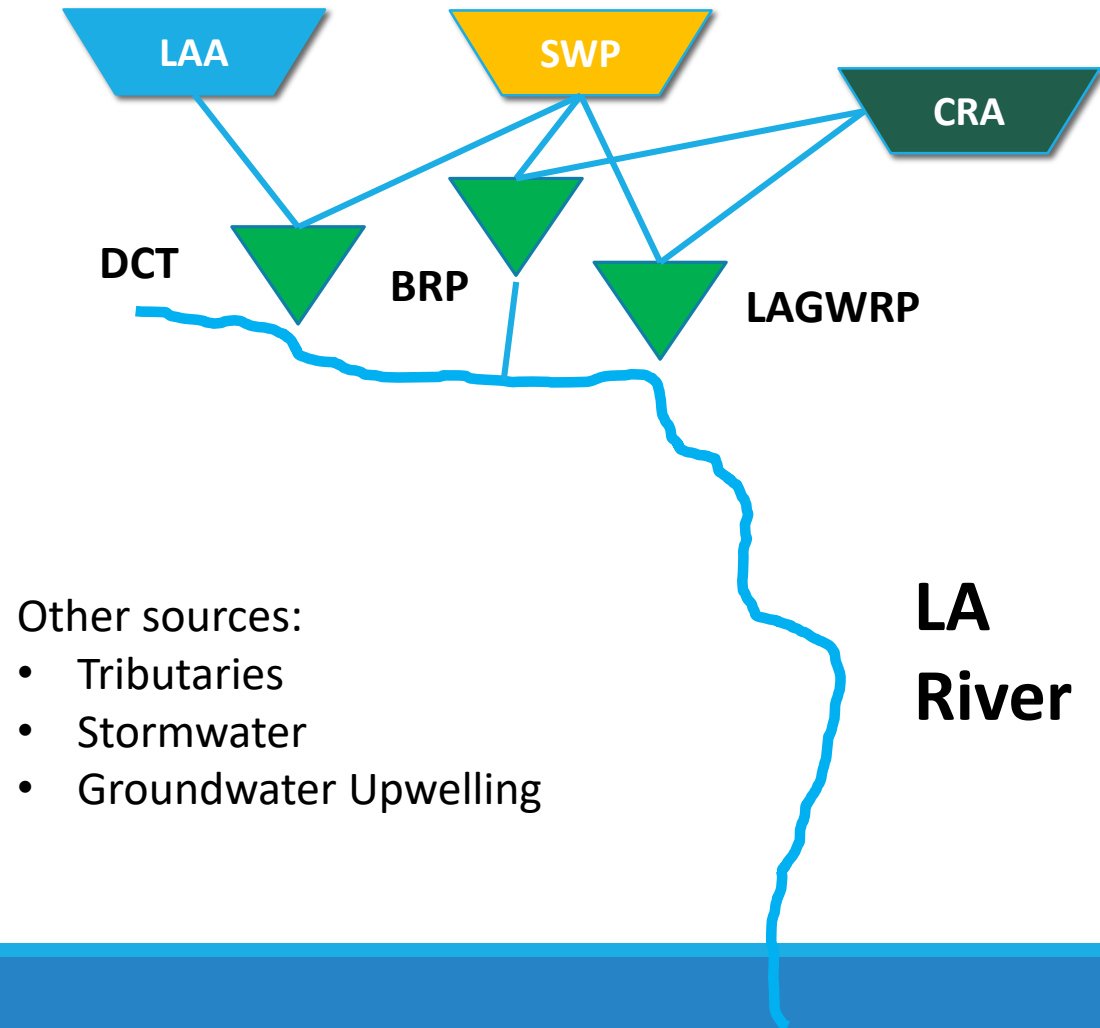 LAA
SWP
CRA
DCT
BRP
LAGWRP
LA
River
Other sources:
• Tributaries
• Stormwater
• Groundwater Upwelling